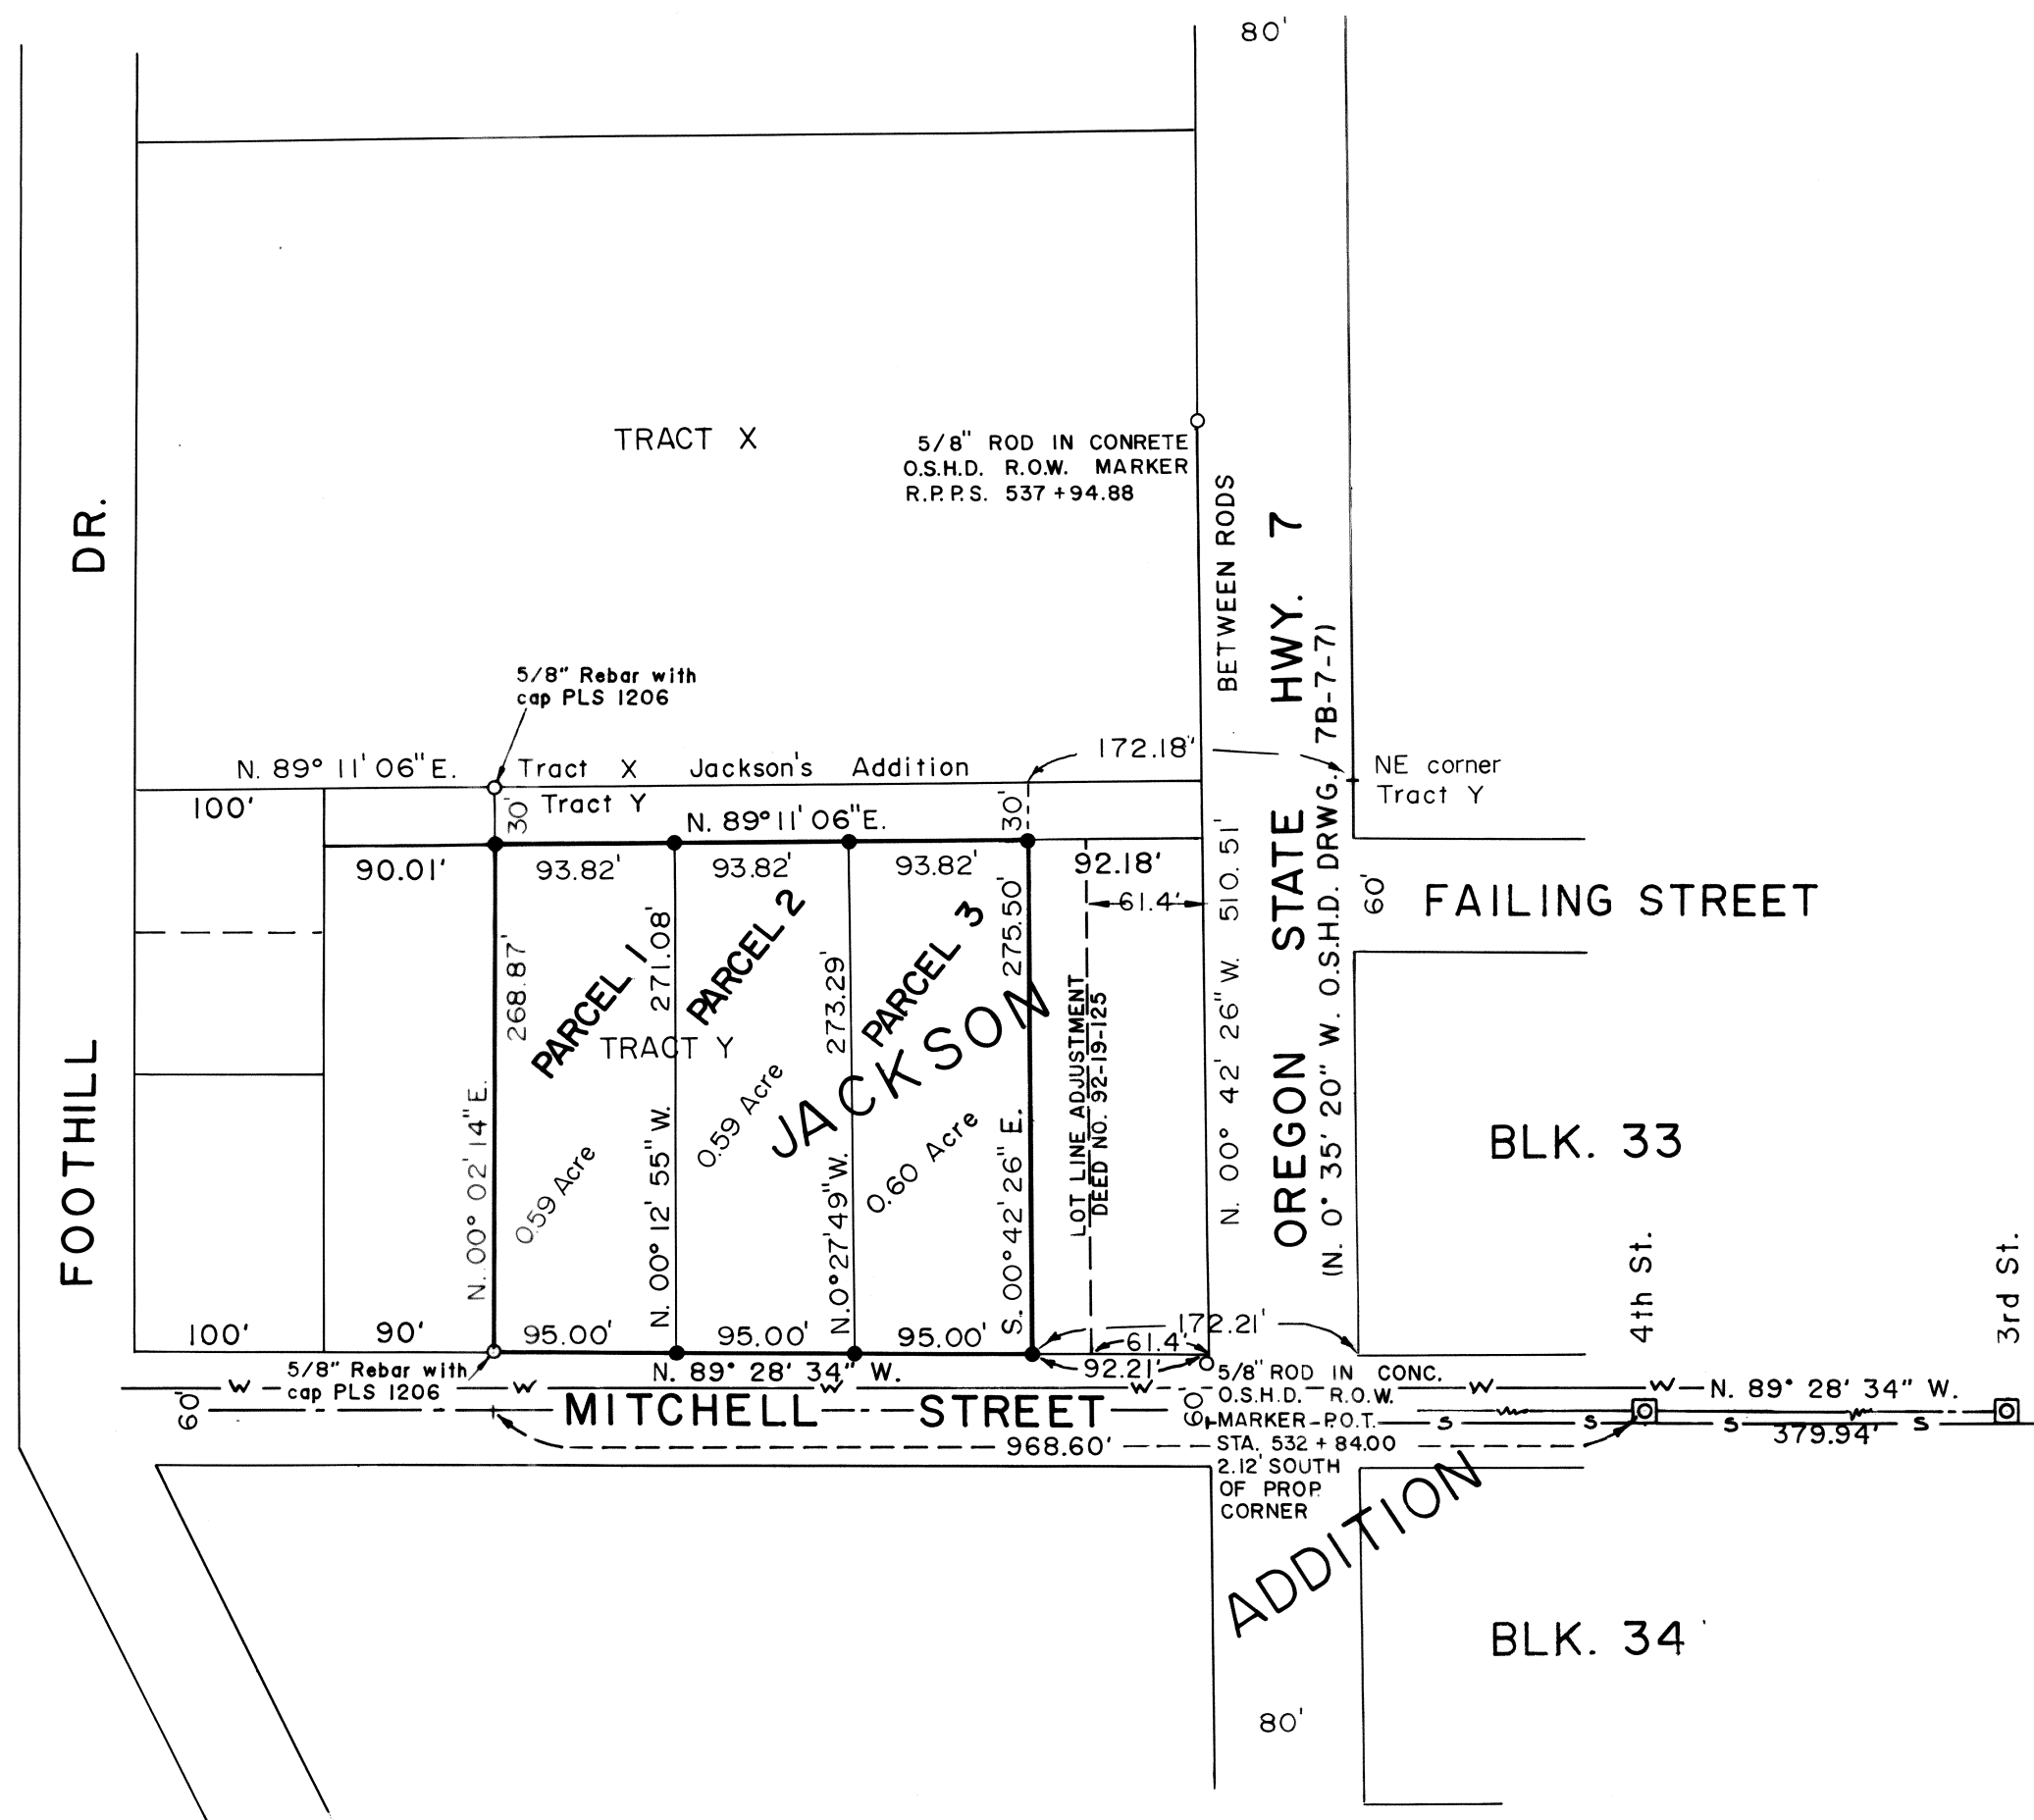 80'
TRACT X
5/8" ROD IN CONRETE
O.S.H.D. R.O.W. MARKER
R.P.P.S. 537 + 94.88
BETWEEN RODS
510.51'
N. 00° 42' 26" W.
OREGON STATE HWY. 7
(N. 0° 35' 20" W. O.S.H.D. DRWG. 7B-7-7)
FOOTHILL DR.
5/8" Rebar with
cap PLS 1206
172.18'
N. 89° 11' 06" E.
Tract X Jackson's Addition
NE corner
Tract Y
100'
30'
Tract Y
N. 89° 11' 06" E.
30'
90.01'
93.82'
93.82'
93.82'
92.18'
61.4'
60'
FAILING STREET
268.87'
N. 00° 02' 14" E.
PARCEL 1
0.59 Acre
271.08'
N. 00° 12' 55" W.
PARCEL 2
0.59 Acre
TRACT Y
273.29'
N. 0° 27' 49" W.
PARCEL 3
0.60 Acre
275.50'
S. 00° 42' 26" E.
JACKSON
LOT LINE ADJUSTMENT
DEED NO. 92-19-125
BLK. 33
4th St.
3rd St.
100'
90'
95.00'
95.00'
95.00'
172.21'
61.4'
92.21'
5/8" Rebar with
cap PLS 1206
N. 89° 28' 34" W.
5/8" ROD IN CONC.
O.S.H.D. R.O.W.
MARKER - P.O.T.
STA. 532 + 84.00
2.12' SOUTH
OF PROP.
CORNER
W W W W W W
N. 89° 28' 34" W.
60'
MITCHELL STREET
60'
S S S S
379.94'
968.60'
ADDITION
BLK. 34
80'